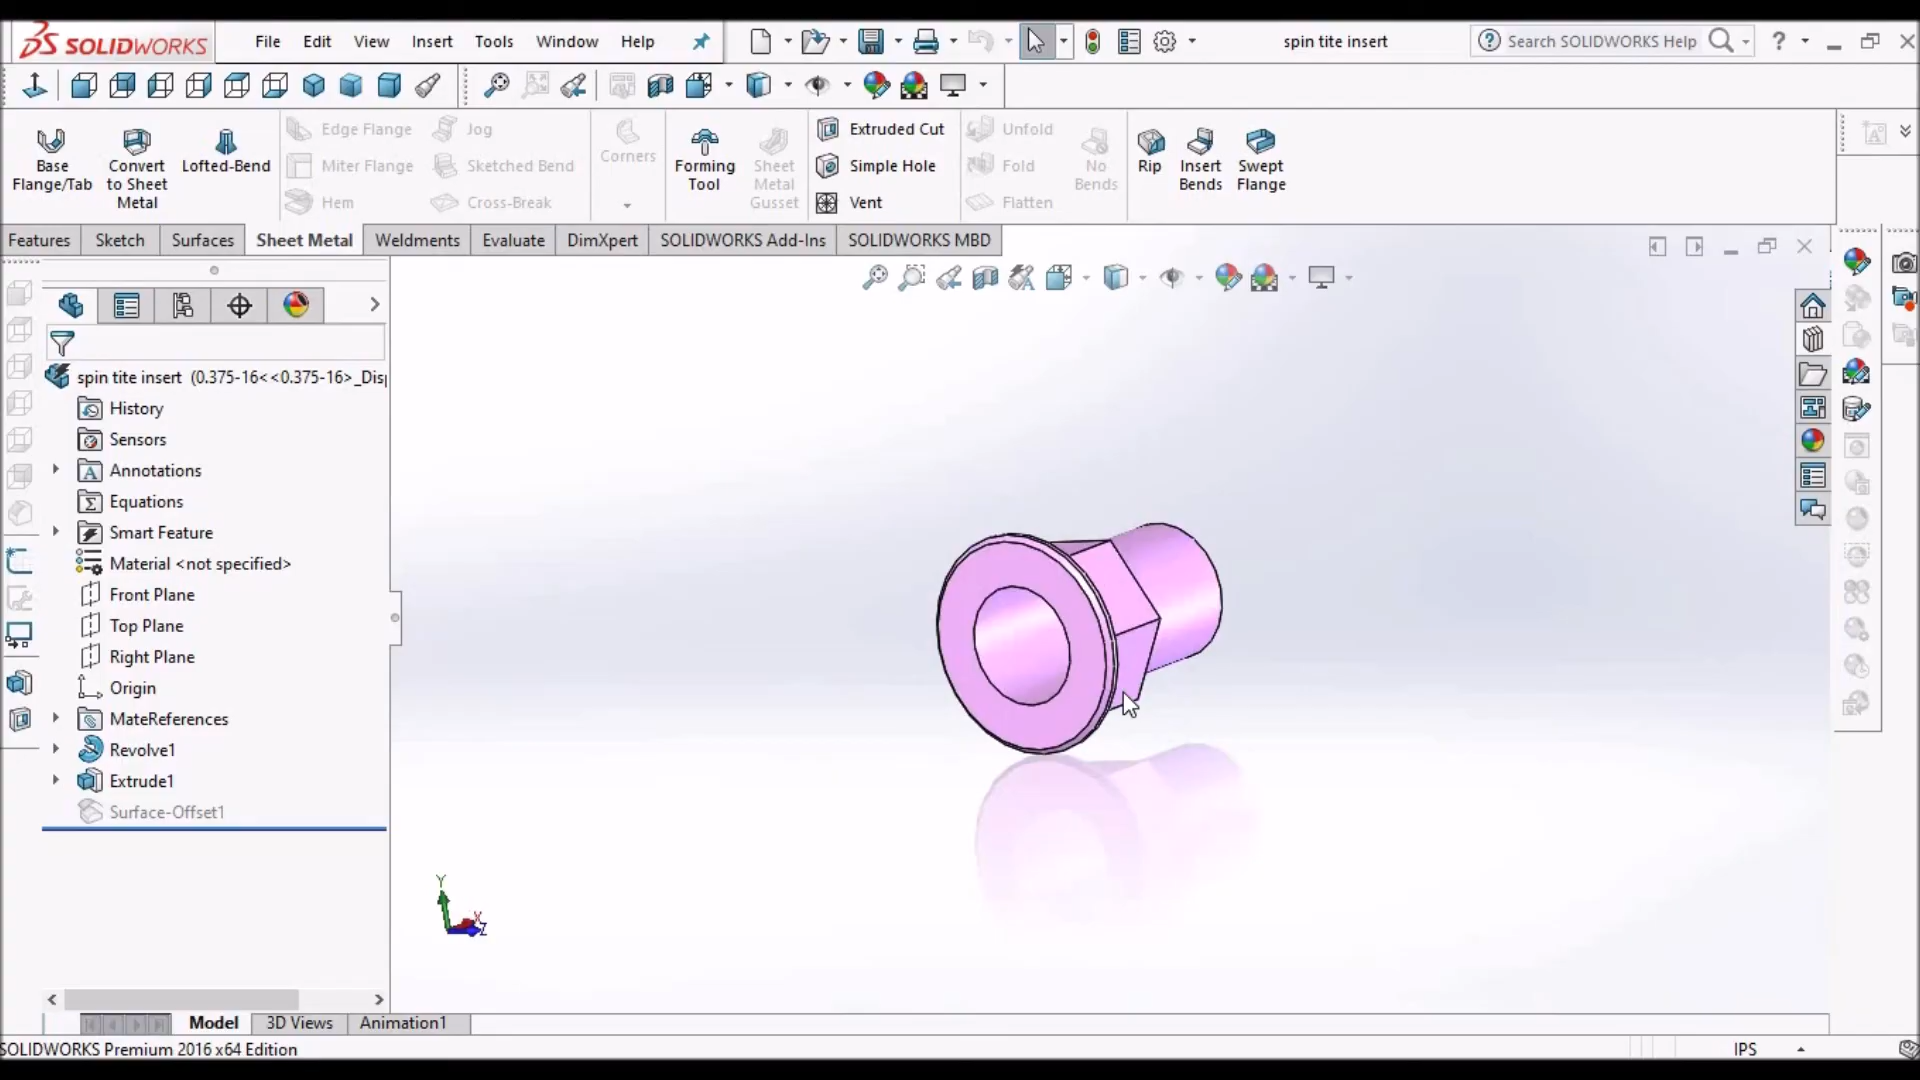 SOLIDWORKS File Edit View Insert Tools Window Help spin tite insert Search SOLIDWORKS Help ?
Base Flange/Tab
Convert to Sheet Metal
Lofted-Bend
Edge Flange
Miter Flange
Hem
Jog
Sketched Bend
Cross-Break
Corners
Forming Tool
Sheet Metal Gusset
Extruded Cut
Simple Hole
Vent
Unfold
Fold
Flatten
No Bends
Rip
Insert Bends
Swept Flange
Features Sketch Surfaces Sheet Metal Weldments Evaluate DimXpert SOLIDWORKS Add-Ins SOLIDWORKS MBD
spin tite insert (0.375-16<<0.375-16>_Disp
History
Sensors
Annotations
Equations
Smart Feature
Material <not specified>
Front Plane
Top Plane
Right Plane
Origin
MateReferences
Revolve1
Extrude1
Surface-Offset1
Y
X
Z
Model 3D Views Animation1
SOLIDWORKS Premium 2016 x64 Edition IPS